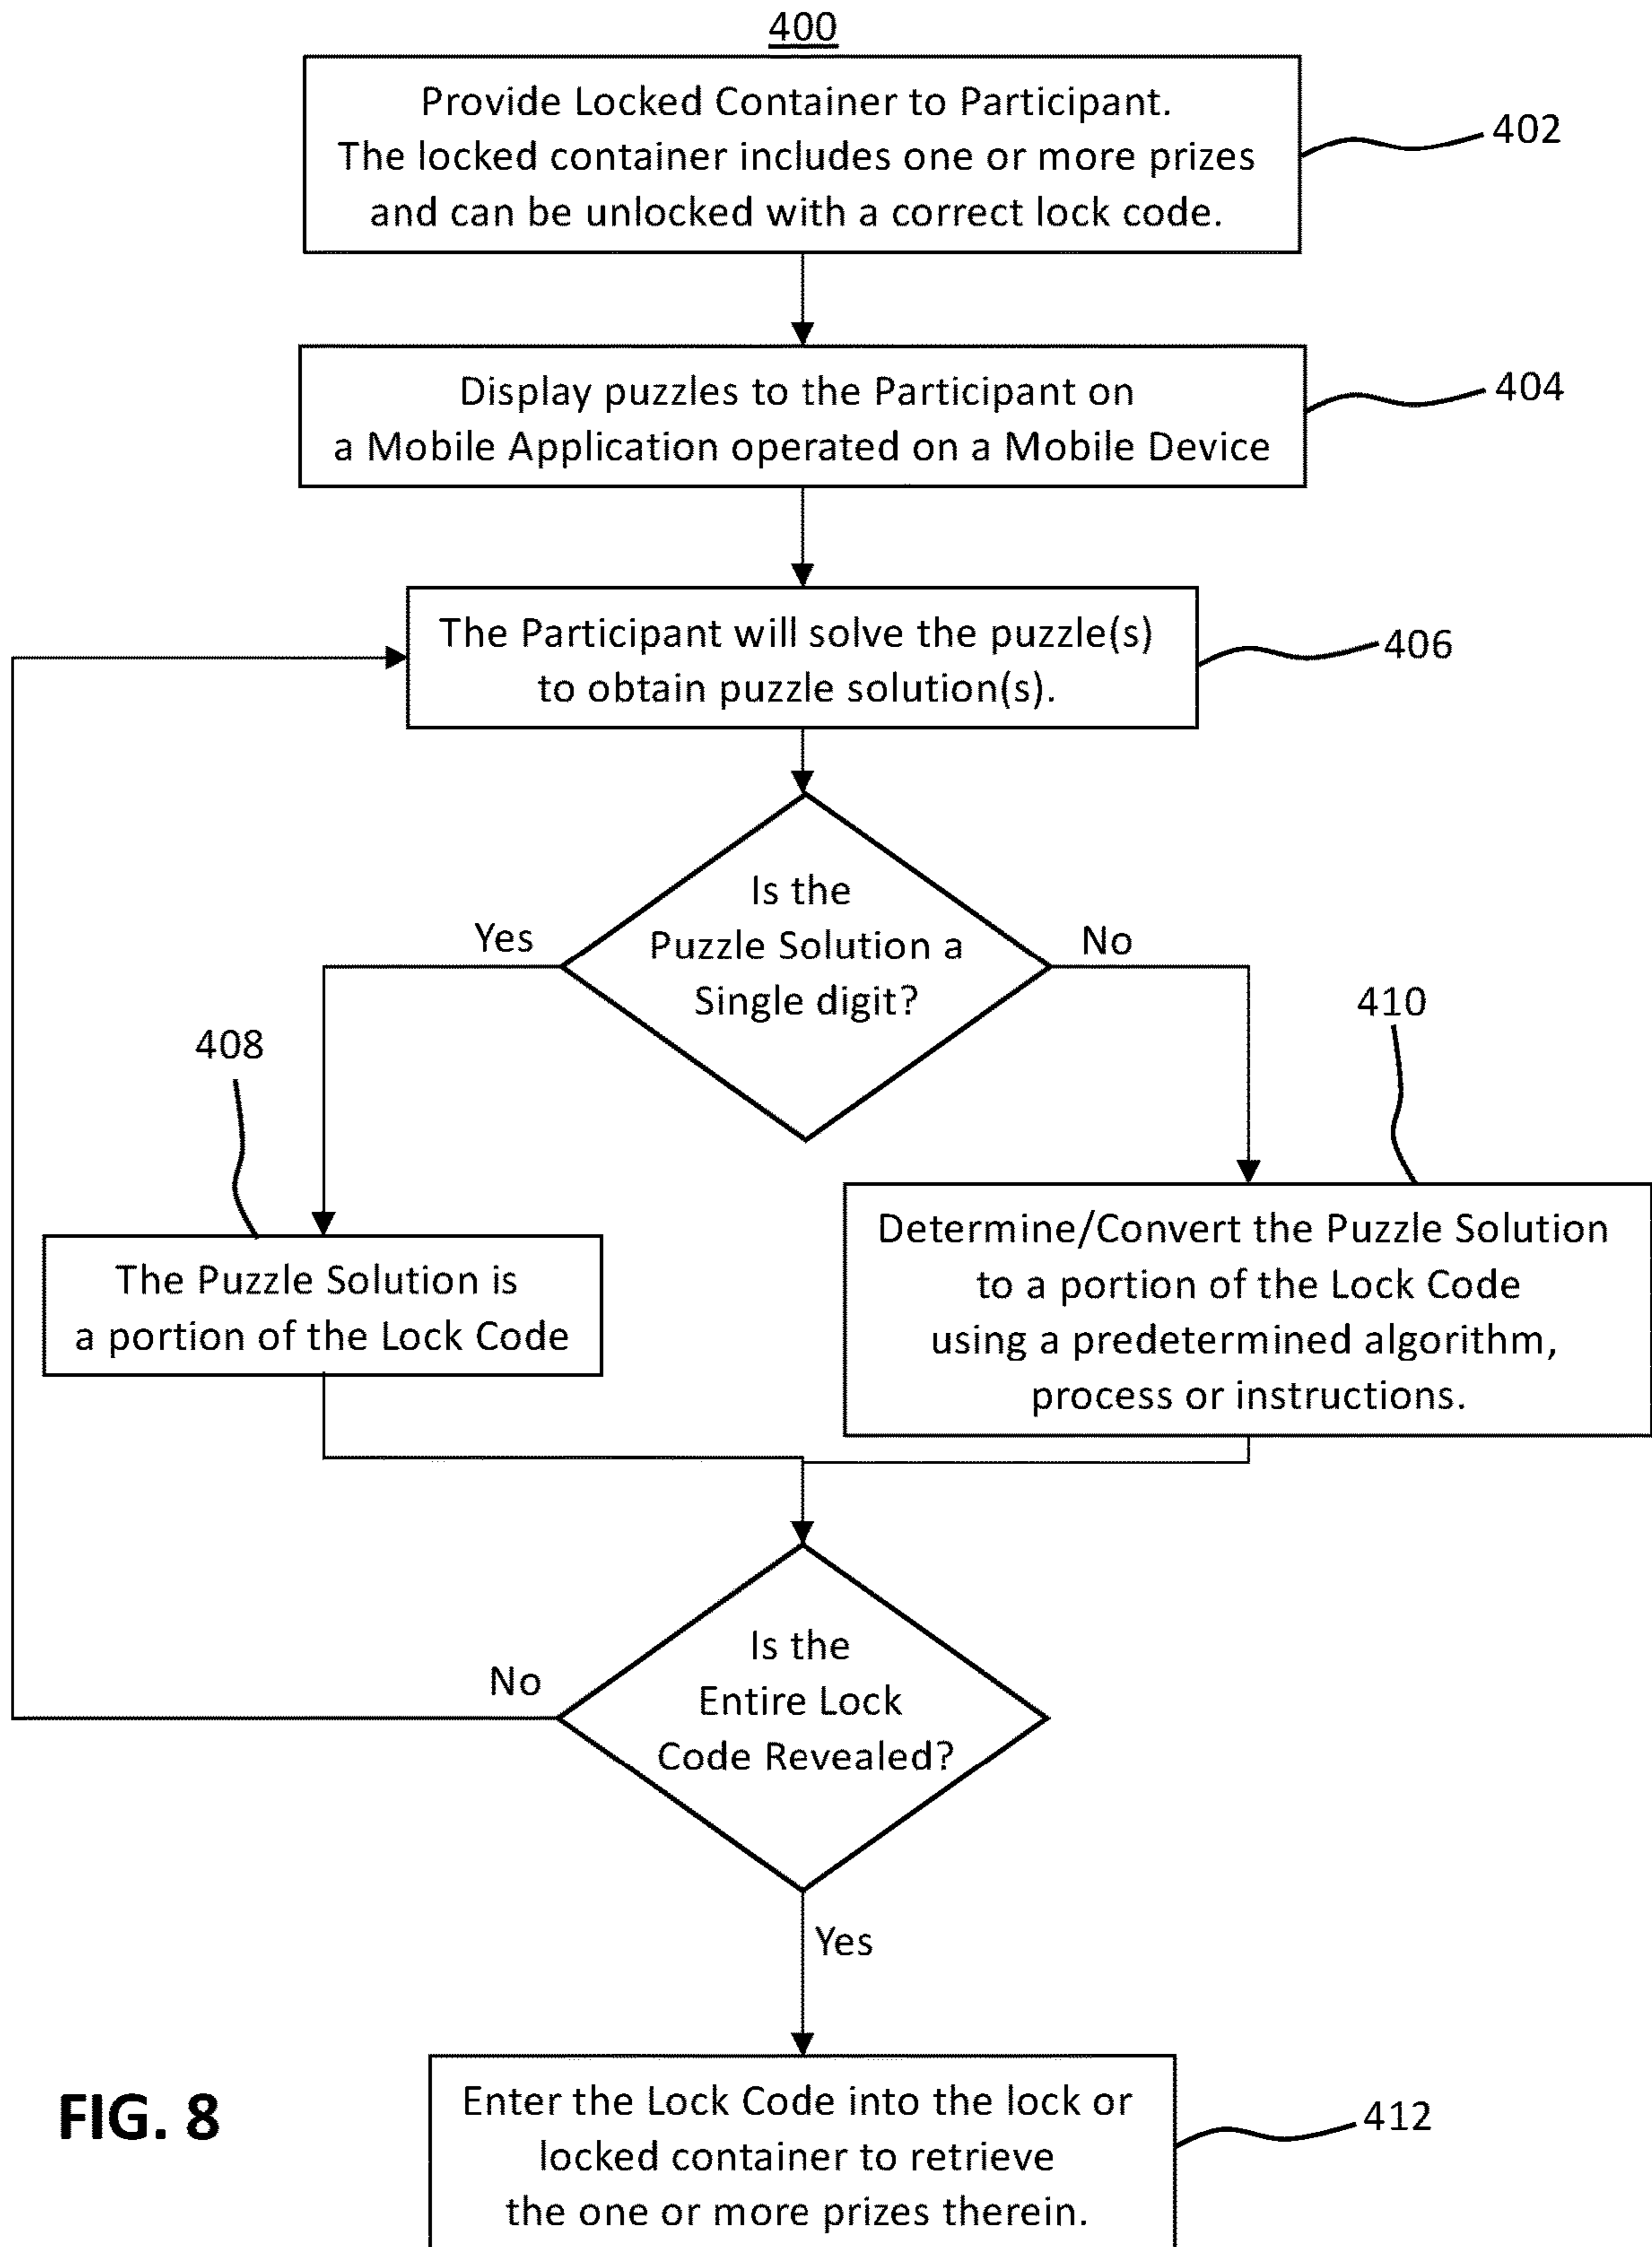 400
Provide Locked Container to Participant.
The locked container includes one or more prizes
and can be unlocked with a correct lock code.
402
Display puzzles to the Participant on
a Mobile Application operated on a Mobile Device
404
The Participant will solve the puzzle(s)
to obtain puzzle solution(s).
406
Is the
Puzzle Solution a
Single digit?
Yes
No
408
The Puzzle Solution is
a portion of the Lock Code
410
Determine/Convert the Puzzle Solution
to a portion of the Lock Code
using a predetermined algorithm,
process or instructions.
Is the
Entire Lock
Code Revealed?
No
Yes
Enter the Lock Code into the lock or
locked container to retrieve
the one or more prizes therein.
412
FIG. 8